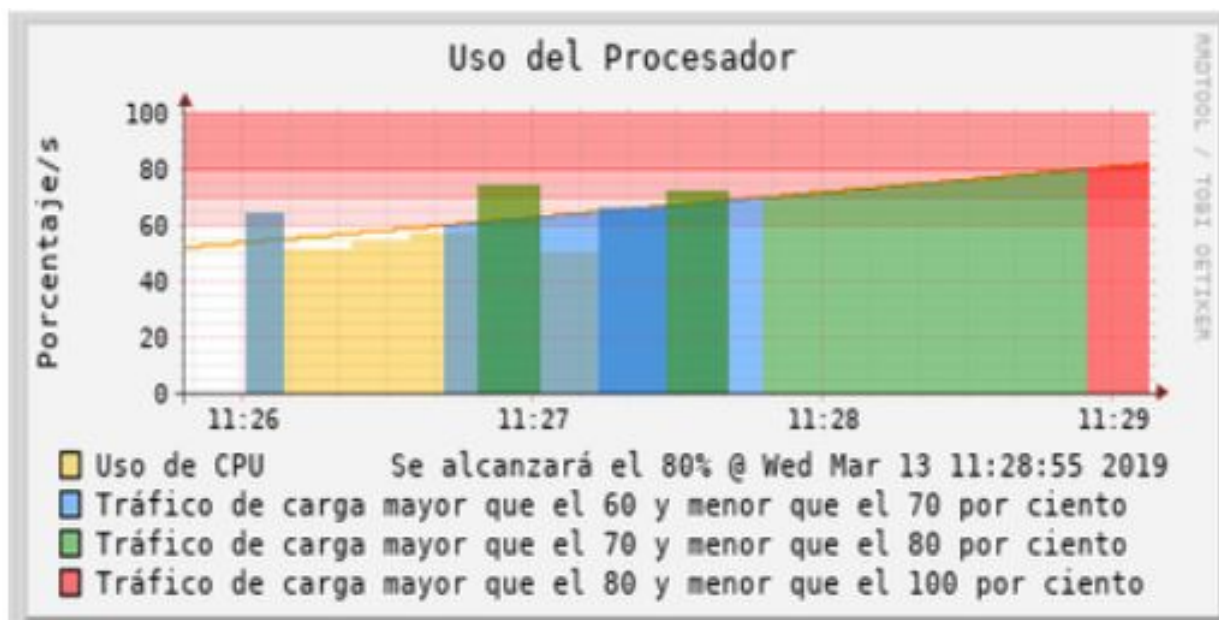 Uso del Procesador
RRDTOOL / TOBI OETIKER
Porcentaje/s
100
80
60
40
20
0
11:26 11:27 11:28 11:29
Uso de CPU Se alcanzará el 80% @ Wed Mar 13 11:28:55 2019
Tráfico de carga mayor que el 60 y menor que el 70 por ciento
Tráfico de carga mayor que el 70 y menor que el 80 por ciento
Tráfico de carga mayor que el 80 y menor que el 100 por ciento